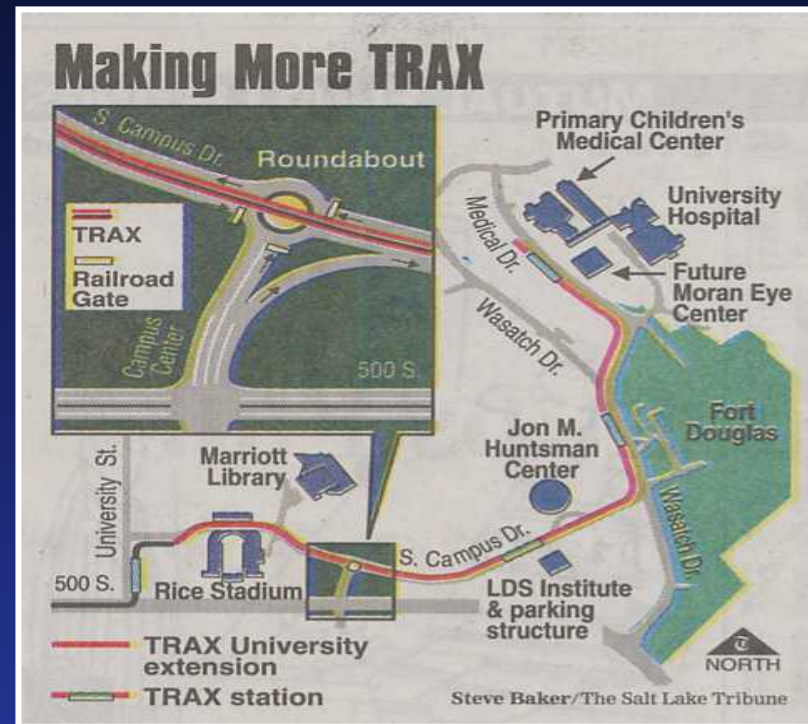 Making More TRAX
S. Campus Dr.
Roundabout
TRAX
Railroad
Gate
Campus
Center
500 S.
Primary Children's
Medical Center
University
Hospital
Future
Moran Eye
Center
Medical Dr.
Wasatch Dr.
Fort
Douglas
Jon M.
Huntsman
Center
Marriott
Library
University St.
Wasatch Dr.
S. Campus Dr.
500 S.
Rice Stadium
LDS Institute
& parking
structure
TRAX University
extension
TRAX station
NORTH
Steve Baker/The Salt Lake Tribune